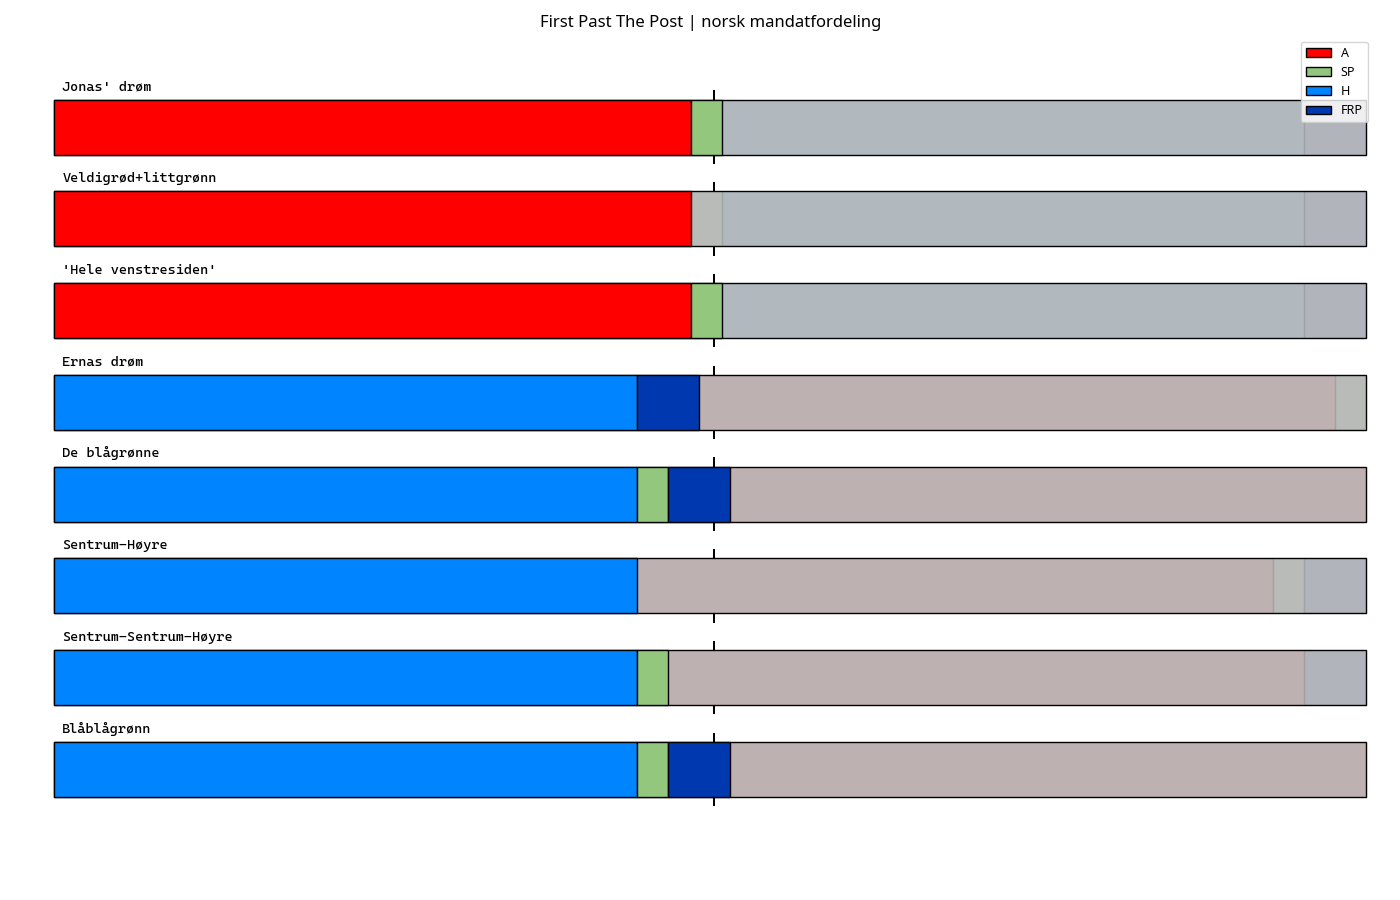 First Past The Post | norsk mandatfordeling
A
SP
H
FRP
Jonas' drøm
Veldigrød+littgrønn
'Hele venstresiden'
Ernas drøm
De blågrønne
Sentrum-Høyre
Sentrum-Sentrum-Høyre
Blåblågrønn